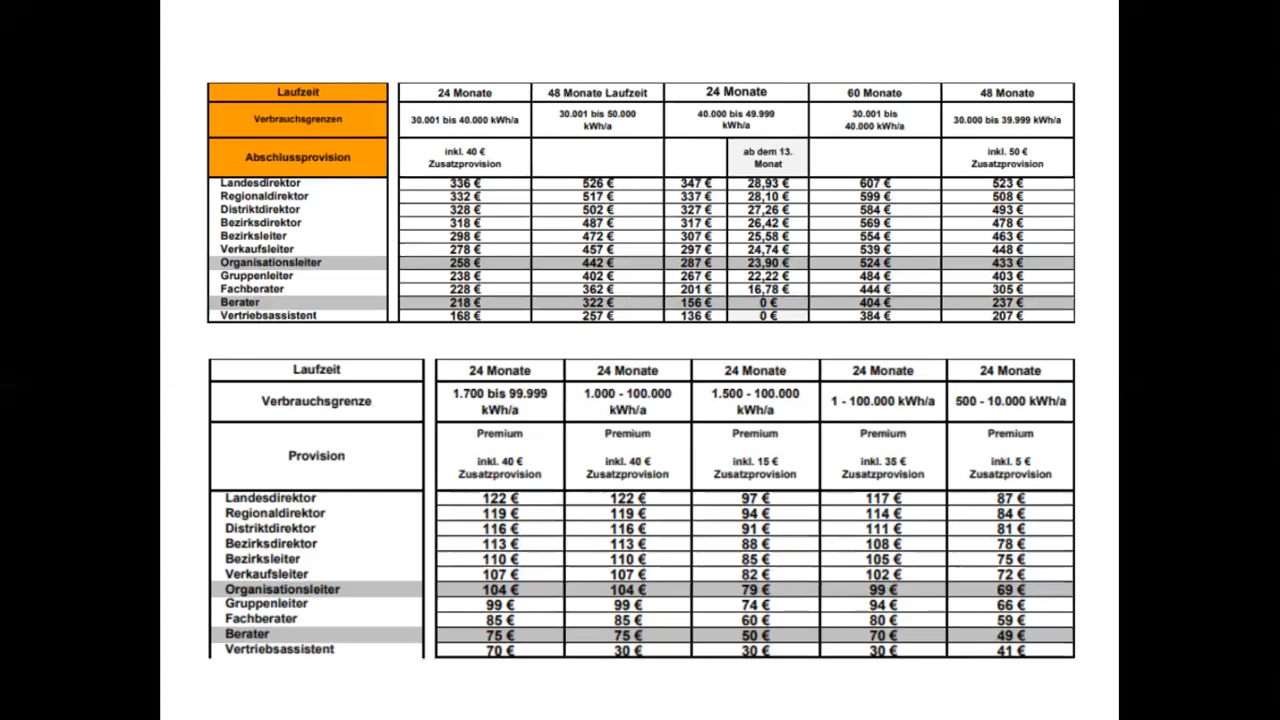 Laufzeit 24 Monate 48 Monate Laufzeit 24 Monate 60 Monate 48 Monate
Verbrauchsgrenzen 30.001 bis 40.000 kWh/a 30.001 bis 50.000 kWh/a 40.000 bis 49.999 kWh/a 30.001 bis 40.000 kWh/a 30.000 bis 39.999 kWh/a
Abschlussprovision inkl. 40 € Zusatzprovision ab dem 13. Monat inkl. 50 € Zusatzprovision
Landesdirektor 336 € 526 € 347 € 28,93 € 607 € 523 €
Regionaldirektor 332 € 517 € 337 € 28,10 € 599 € 508 €
Distriktdirektor 328 € 502 € 327 € 27,26 € 584 € 493 €
Bezirksdirektor 318 € 487 € 317 € 26,42 € 569 € 478 €
Bezirksleiter 298 € 472 € 307 € 25,58 € 554 € 463 €
Verkaufsleiter 278 € 457 € 297 € 24,74 € 539 € 448 €
Organisationsleiter 258 € 442 € 287 € 23,90 € 524 € 433 €
Gruppenleiter 238 € 402 € 267 € 22,22 € 484 € 403 €
Fachberater 228 € 362 € 201 € 16,78 € 444 € 305 €
Berater 218 € 322 € 156 € 0 € 404 € 237 €
Vertriebsassistent 168 € 257 € 136 € 0 € 384 € 207 €
Laufzeit 24 Monate 24 Monate 24 Monate 24 Monate 24 Monate
Verbrauchsgrenze 1.700 bis 99.999 kWh/a 1.000 - 100.000 kWh/a 1.500 - 100.000 kWh/a 1 - 100.000 kWh/a 500 - 10.000 kWh/a
Premium Premium Premium Premium Premium
Provision inkl. 40 € inkl. 40 € inkl. 15 € inkl. 35 € inkl. 5 €
Zusatzprovision Zusatzprovision Zusatzprovision Zusatzprovision Zusatzprovision
Landesdirektor 122 € 122 € 97 € 117 € 87 €
Regionaldirektor 119 € 119 € 94 € 114 € 84 €
Distriktdirektor 116 € 116 € 91 € 111 € 81 €
Bezirksdirektor 113 € 113 € 88 € 108 € 78 €
Bezirksleiter 110 € 110 € 85 € 105 € 75 €
Verkaufsleiter 107 € 107 € 82 € 102 € 72 €
Organisationsleiter 104 € 104 € 79 € 99 € 69 €
Gruppenleiter 99 € 99 € 74 € 94 € 66 €
Fachberater 85 € 85 € 60 € 80 € 59 €
Berater 75 € 75 € 50 € 70 € 49 €
Vertriebsassistent 70 € 30 € 30 € 30 € 41 €